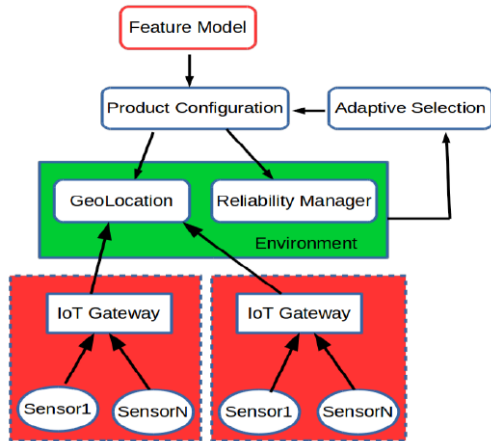 Feature Model
Product Configuration
Adaptive Selection
GeoLocation
Reliability Manager
Environment
IoT Gateway
IoT Gateway
Sensor1
SensorN
Sensor1
SensorN